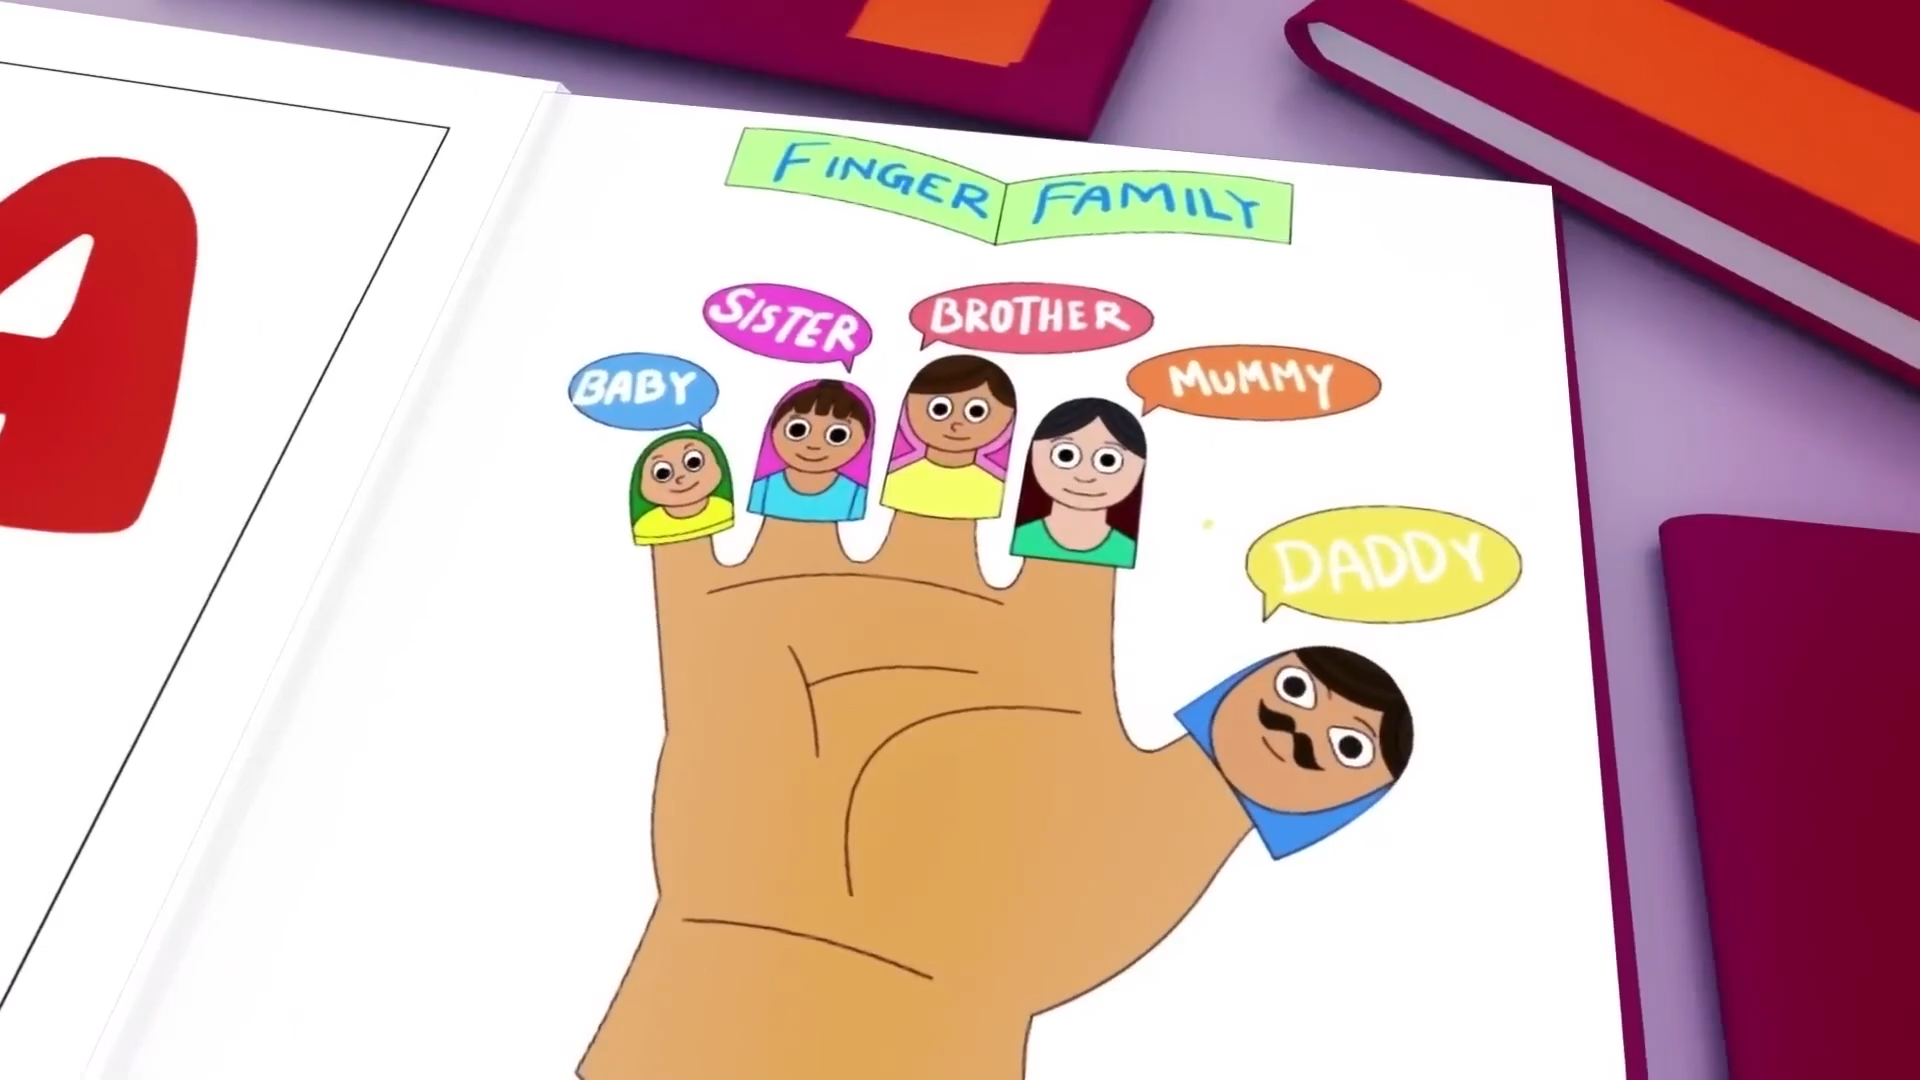 A
FINGER FAMILY
SISTER
BROTHER
BABY
MUMMY
DADDY